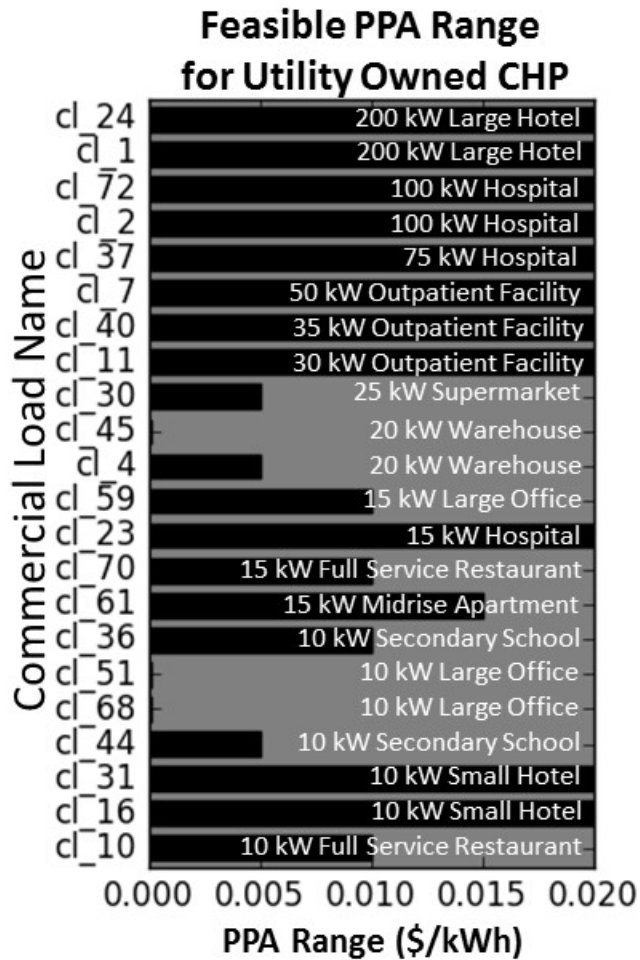 Feasible PPA Range
for Utility Owned CHP
Commercial Load Name
cl_24 200 kW Large Hotel
cl_1 200 kW Large Hotel
cl_72 100 kW Hospital
cl_2 100 kW Hospital
cl_37 75 kW Hospital
cl_7 50 kW Outpatient Facility
cl_40 35 kW Outpatient Facility
cl_11 30 kW Outpatient Facility
cl_30 25 kW Supermarket
cl_45 20 kW Warehouse
cl_4 20 kW Warehouse
cl_59 15 kW Large Office
cl_23 15 kW Hospital
cl_70 15 kW Full Service Restaurant
cl_61 15 kW Midrise Apartment
cl_36 10 kW Secondary School
cl_51 10 kW Large Office
cl_68 10 kW Large Office
cl_44 10 kW Secondary School
cl_31 10 kW Small Hotel
cl_16 10 kW Small Hotel
cl_10 10 kW Full Service Restaurant
0.000 0.005 0.010 0.015 0.020
PPA Range ($/kWh)